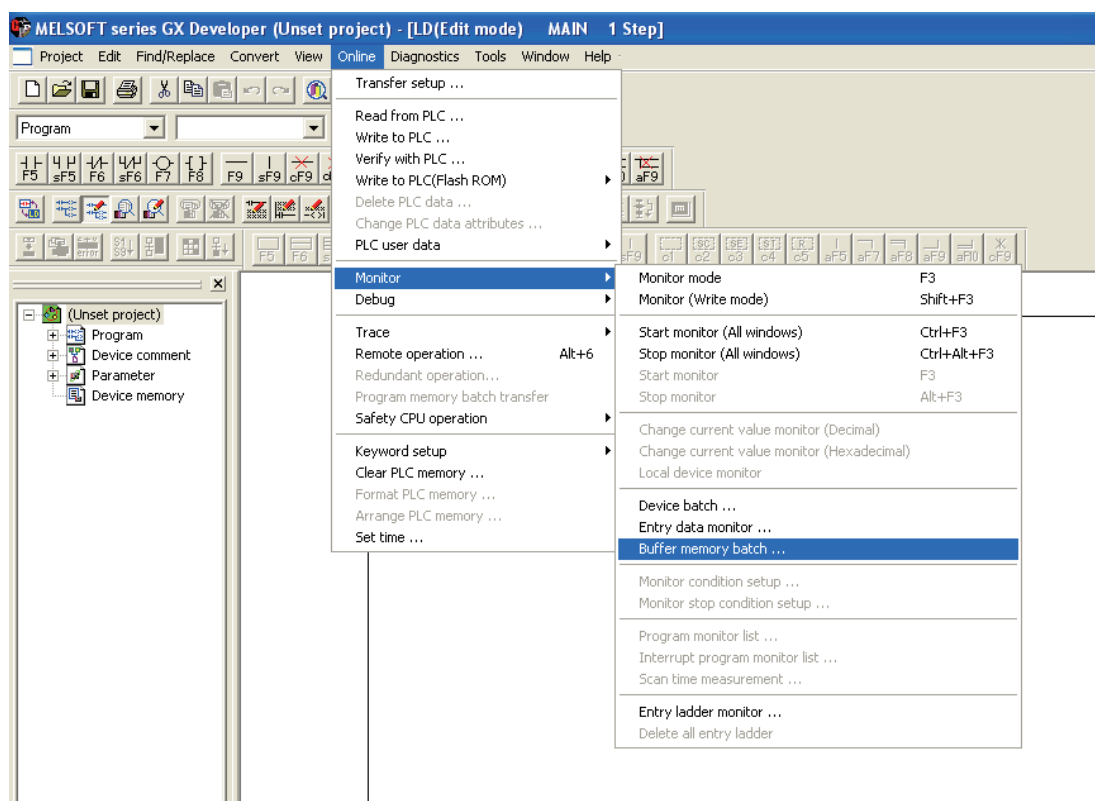 MELSOFT series GX Developer (Unset project) - [LD(Edit mode) MAIN 1 Step]
Project Edit Find/Replace Convert View Online Diagnostics Tools Window Help
Program
F5 sF5 F6 sF6 F7 F8 F9 sF9 cF9 aF9
error
F5 F6 sF9 c1 c2 c3 c4 c5 aF5 aF7 aF8 aF9 aF10 cF9
SC SE ST R
(Unset project)
Program
Device comment
Parameter
Device memory
Transfer setup ...
Read from PLC ...
Write to PLC ...
Verify with PLC ...
Write to PLC(Flash ROM)
Delete PLC data ...
Change PLC data attributes ...
PLC user data
Monitor
Debug
Trace
Remote operation ... Alt+6
Redundant operation...
Program memory batch transfer
Safety CPU operation
Keyword setup
Clear PLC memory ...
Format PLC memory ...
Arrange PLC memory ...
Set time ...
Monitor mode F3
Monitor (Write mode) Shift+F3
Start monitor (All windows) Ctrl+F3
Stop monitor (All windows) Ctrl+Alt+F3
Start monitor F3
Stop monitor Alt+F3
Change current value monitor (Decimal)
Change current value monitor (Hexadecimal)
Local device monitor
Device batch ...
Entry data monitor ...
Buffer memory batch ...
Monitor condition setup ...
Monitor stop condition setup ...
Program monitor list ...
Interrupt program monitor list ...
Scan time measurement ...
Entry ladder monitor ...
Delete all entry ladder